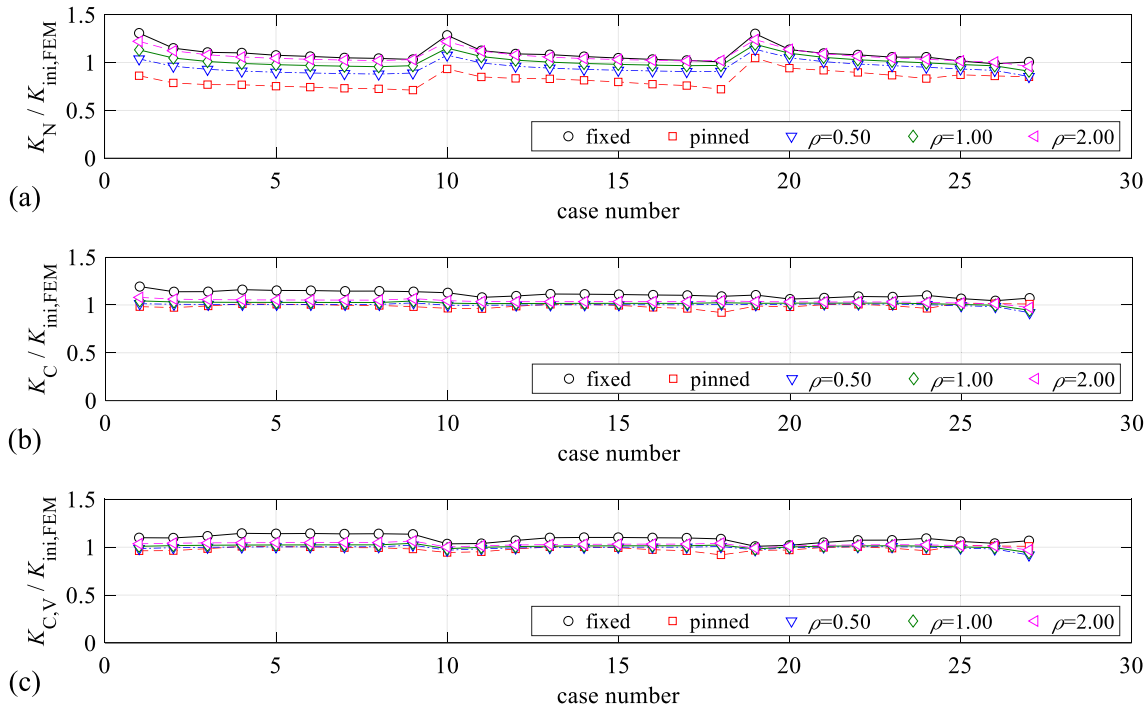 1.5
1
0.5
0
K_N / K_ini,FEM
fixed pinned ρ=0.50 ρ=1.00 ρ=2.00
0 5 10 15 20 25 30
case number
(a)
1.5
1
0.5
0
K_C / K_ini,FEM
fixed pinned ρ=0.50 ρ=1.00 ρ=2.00
0 5 10 15 20 25 30
case number
(b)
1.5
1
0.5
0
K_C,V / K_ini,FEM
fixed pinned ρ=0.50 ρ=1.00 ρ=2.00
0 5 10 15 20 25 30
case number
(c)